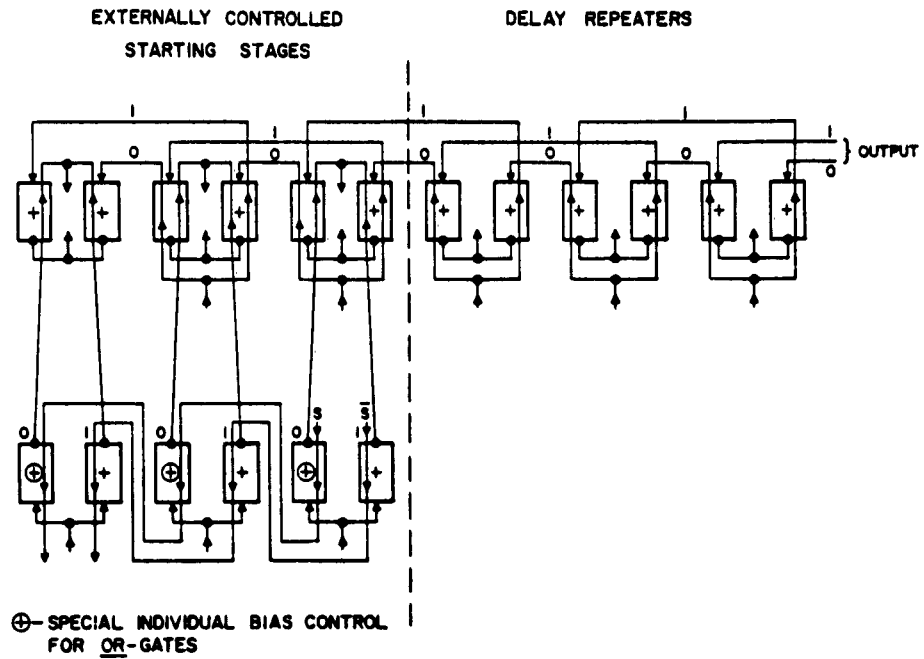 EXTERNALLY CONTROLLED
STARTING STAGES
DELAY REPEATERS
1 1 1
1 1 1
0 0 0 0 0
0
} OUTPUT
S S̅
0 1 0 1 0 1
⊕-SPECIAL INDIVIDUAL BIAS CONTROL
FOR OR-GATES